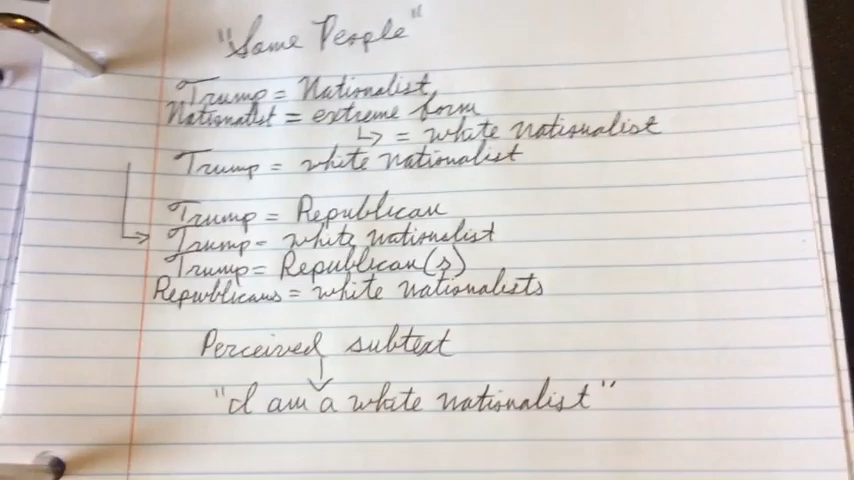 "Same People"
Trump = Nationalist
Nationalist = extreme form
↳ = white nationalist
Trump = white nationalist
Trump = Republican
Trump = white nationalist
Trump = Republican(s)
Republicans = white nationalists
Perceived subtext
"I am a white nationalist"